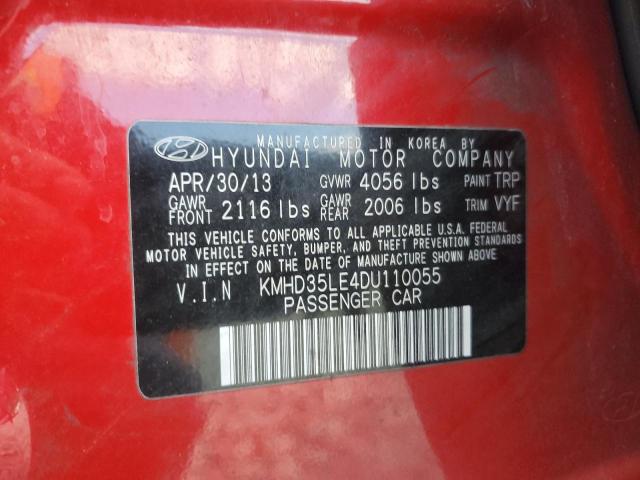 MANUFACTURED IN KOREA BY
HYUNDAI MOTOR COMPANY
APR/30/13 GVWR 4056 lbs PAINT TRP
GAWR FRONT 2116 lbs GAWR REAR 2006 lbs TRIM VYF
THIS VEHICLE CONFORMS TO ALL APPLICABLE U.S.A. FEDERAL
MOTOR VEHICLE SAFETY, BUMPER, AND THEFT PREVENTION STANDARDS
IN EFFECT ON THE DATE OF MANUFACTURE SHOWN ABOVE.
V.I.N KMHD35LE4DU110055
PASSENGER CAR